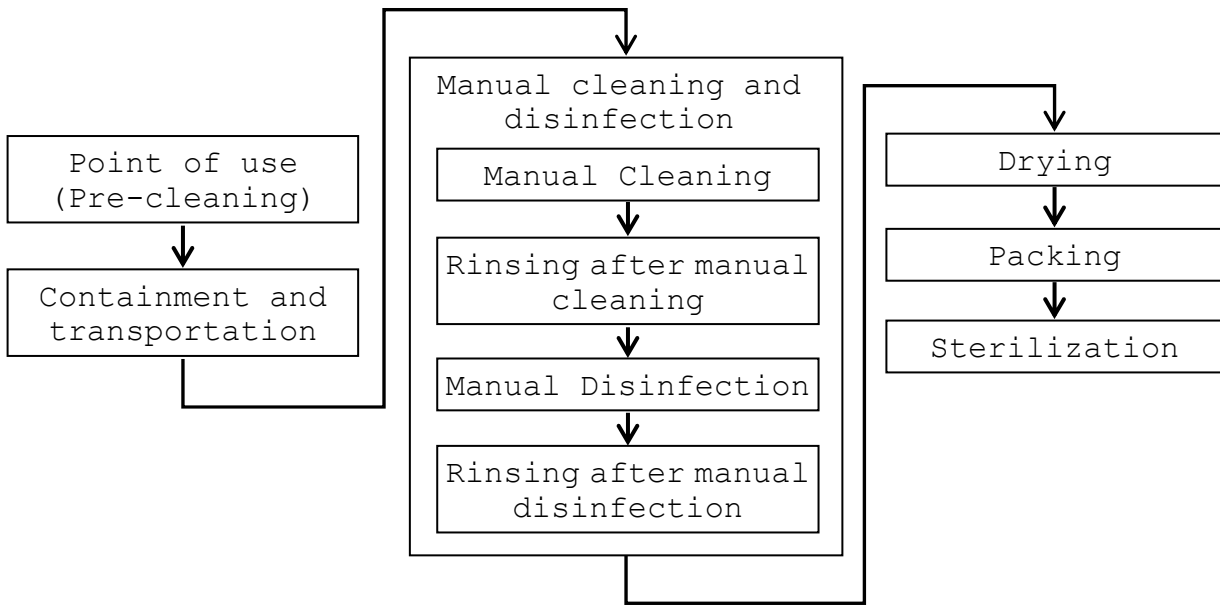 Point of use
(Pre-cleaning)
Containment and
transportation
Manual cleaning and
disinfection
Manual Cleaning
Rinsing after manual
cleaning
Manual Disinfection
Rinsing after manual
disinfection
Drying
Packing
Sterilization